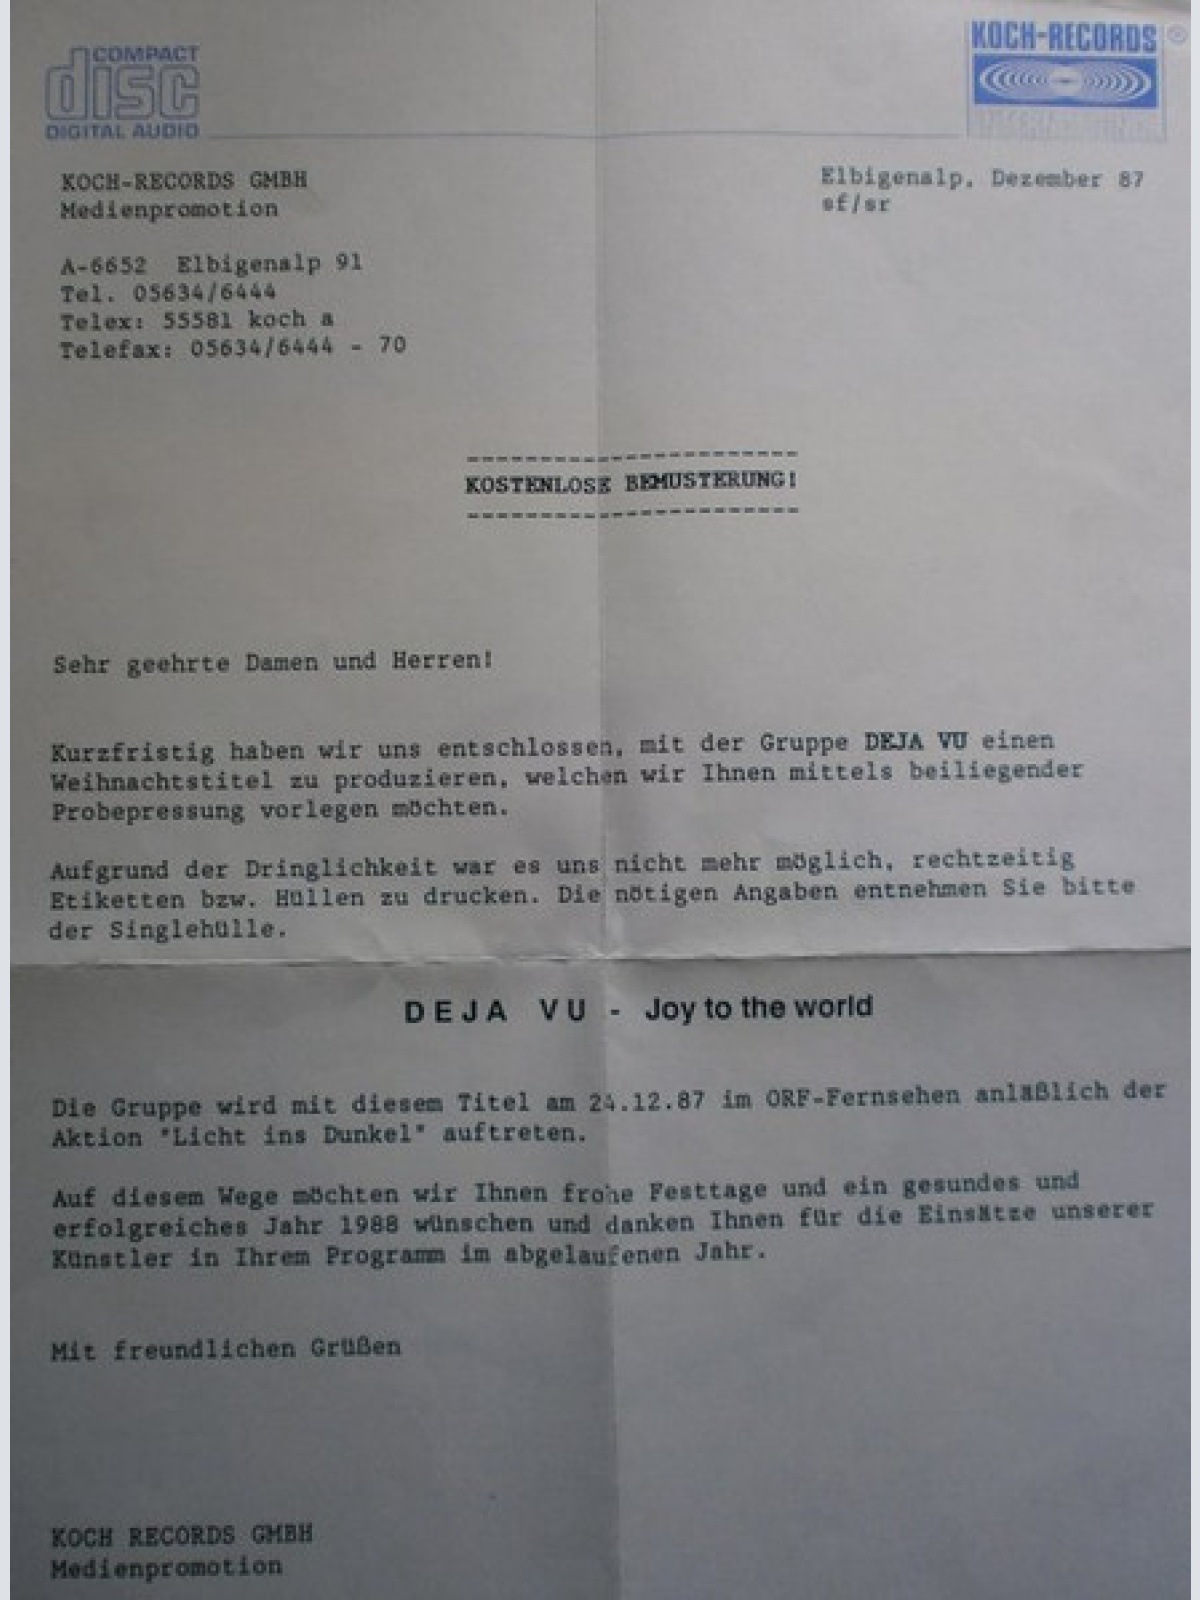 COMPACT
disc
DIGITAL AUDIO
KOCH-RECORDS ®
KOCH-RECORDS GMBH
Medienpromotion
Elbigenalp, Dezember 87
sf/sr
A-6652  Elbigenalp 91
Tel. 05634/6444
Telex: 55581 koch a
Telefax: 05634/6444 - 70
-----------------------
KOSTENLOSE BEMUSTERUNG!
-----------------------
Sehr geehrte Damen und Herren!
Kurzfristig haben wir uns entschlossen, mit der Gruppe DEJA VU einen
Weihnachtstitel zu produzieren, welchen wir Ihnen mittels beiliegender
Probepressung vorlegen möchten.
Aufgrund der Dringlichkeit war es uns nicht mehr möglich, rechtzeitig
Etiketten bzw. Hüllen zu drucken. Die nötigen Angaben entnehmen Sie bitte
der Singlehülle.
DEJA VU - Joy to the world
Die Gruppe wird mit diesem Titel am 24.12.87 im ORF-Fernsehen anläßlich der
Aktion "Licht ins Dunkel" auftreten.
Auf diesem Wege möchten wir Ihnen frohe Festtage und ein gesundes und
erfolgreiches Jahr 1988 wünschen und danken Ihnen für die Einsätze unserer
Künstler in Ihrem Programm im abgelaufenen Jahr.
Mit freundlichen Grüßen
KOCH RECORDS GMBH
Medienpromotion